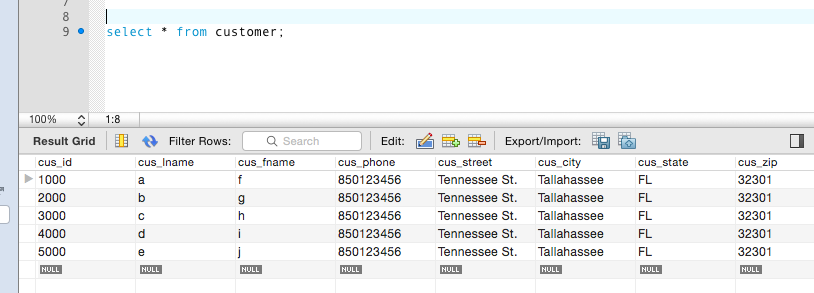 7
8
9 select * from customer;
100% 1:8
Result Grid Filter Rows: Search Edit: Export/Import:
cus_id cus_lname cus_fname cus_phone cus_street cus_city cus_state cus_zip
1000 a f 850123456 Tennessee St. Tallahassee FL 32301
2000 b g 850123456 Tennessee St. Tallahassee FL 32301
3000 c h 850123456 Tennessee St. Tallahassee FL 32301
4000 d i 850123456 Tennessee St. Tallahassee FL 32301
5000 e j 850123456 Tennessee St. Tallahassee FL 32301
NULL NULL NULL NULL NULL NULL NULL NULL